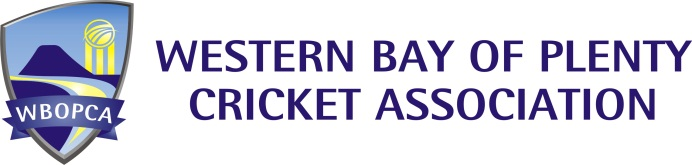 WBOPCA
WESTERN BAY OF PLENTY
CRICKET ASSOCIATION